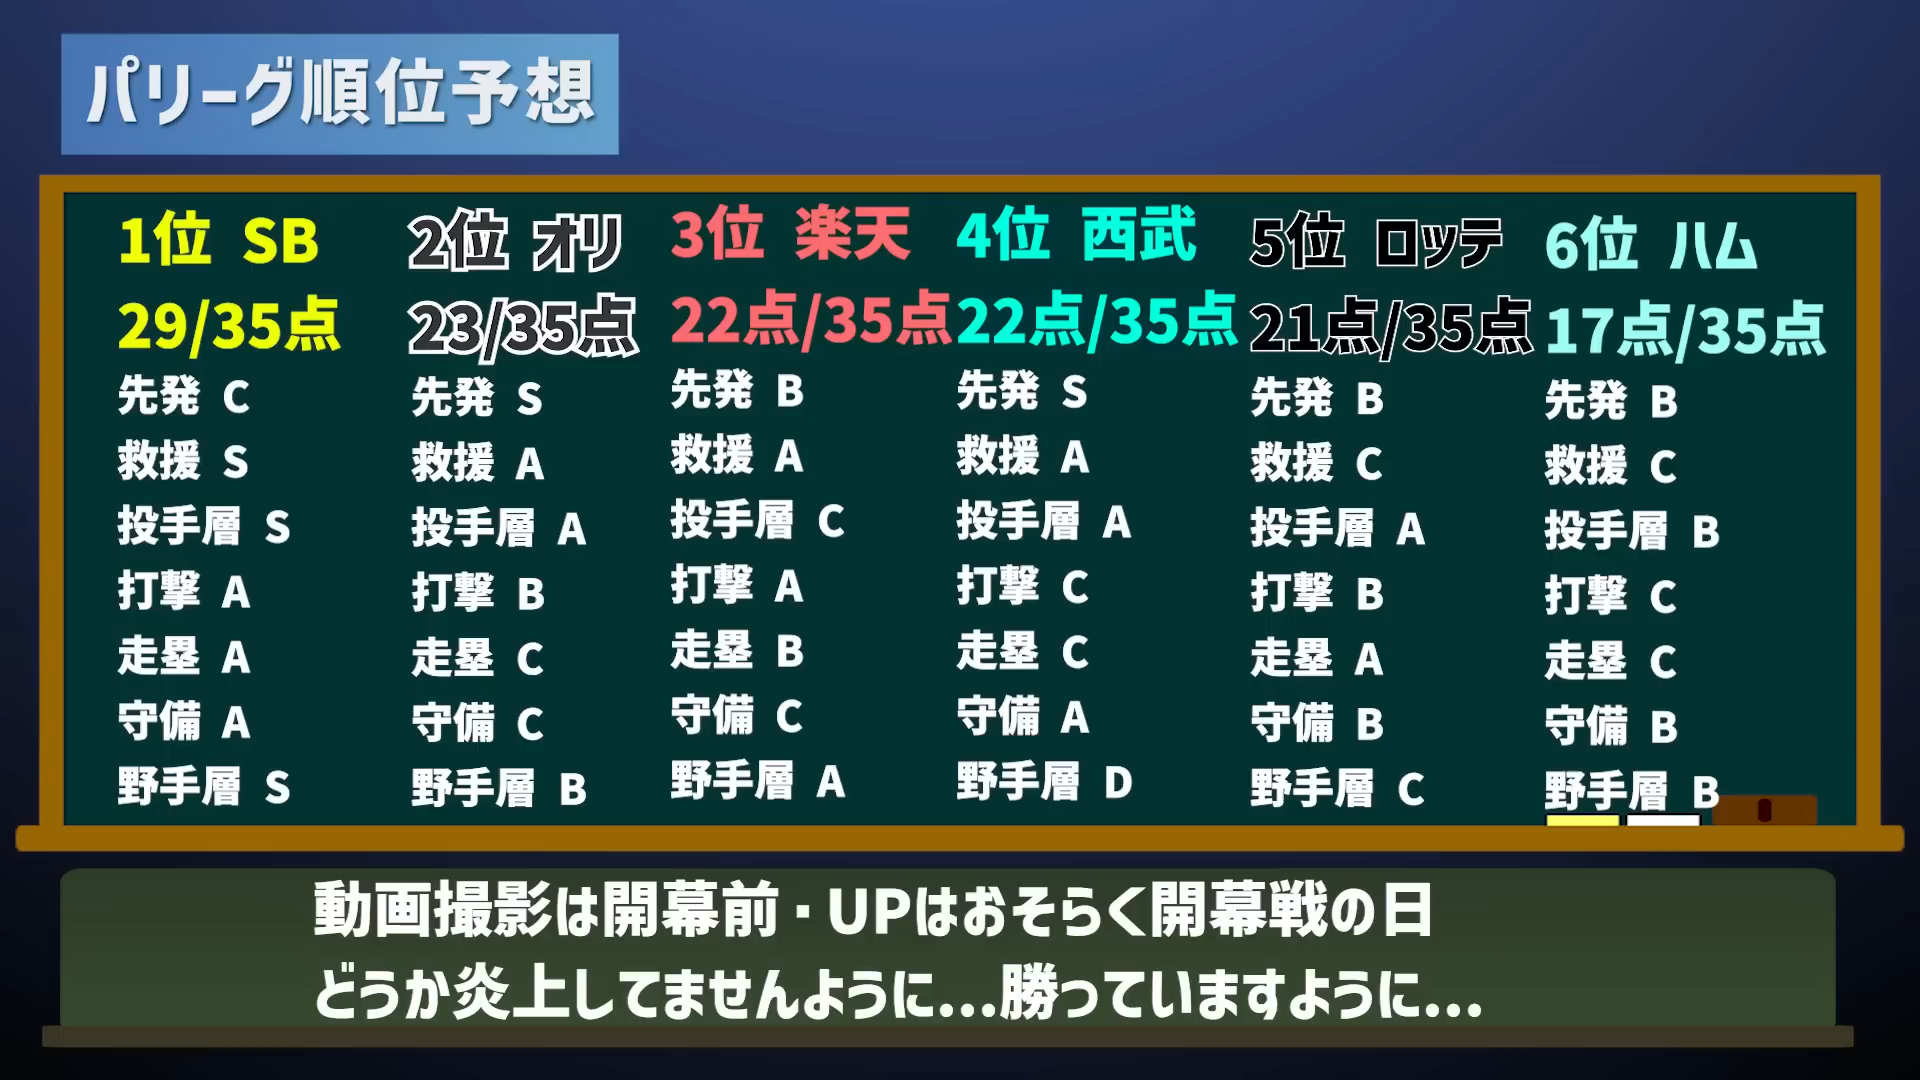 パリーグ順位予想
1位 SB
29/35点
先発 C
救援 S
投手層 S
打撃 A
走塁 A
守備 A
野手層 S
2位 オリ
23/35点
先発 S
救援 A
投手層 A
打撃 B
走塁 C
守備 C
野手層 B
3位 楽天
22点/35点
先発 B
救援 A
投手層 C
打撃 A
走塁 B
守備 C
野手層 A
4位 西武
22点/35点
先発 S
救援 A
投手層 A
打撃 C
走塁 C
守備 A
野手層 D
5位 ロッテ
21点/35点
先発 B
救援 C
投手層 A
打撃 B
走塁 A
守備 B
野手層 C
6位 ハム
17点/35点
先発 B
救援 C
投手層 B
打撃 C
走塁 C
守備 B
野手層 B
動画撮影は開幕前・UPはおそらく開幕戦の日
どうか炎上してませんように...勝っていますように...